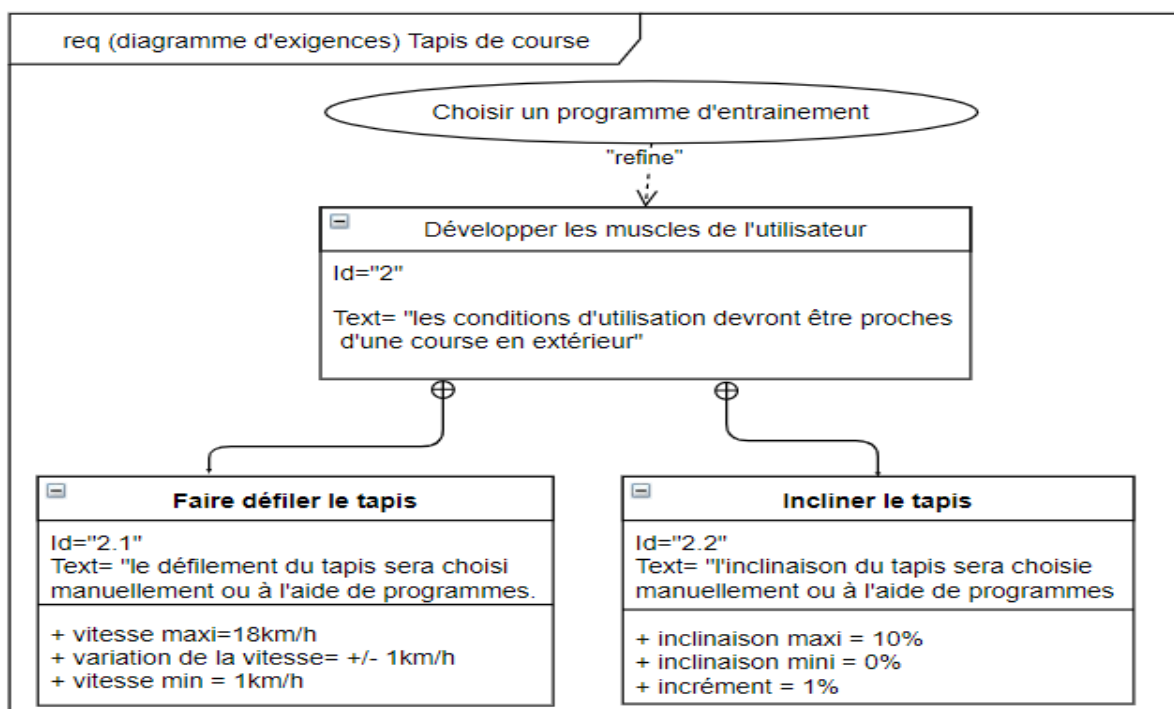 req (diagramme d'exigences) Tapis de course
Choisir un programme d'entrainement
"refine"
Développer les muscles de l'utilisateur
Id="2"
Text= "les conditions d'utilisation devront être proches
d'une course en extérieur"
Faire défiler le tapis
Id="2.1"
Text= "le défilement du tapis sera choisi
manuellement ou à l'aide de programmes.
+ vitesse maxi=18km/h
+ variation de la vitesse= +/- 1km/h
+ vitesse min = 1km/h
Incliner le tapis
Id="2.2"
Text= "l'inclinaison du tapis sera choisie
manuellement ou à l'aide de programmes
+ inclinaison maxi = 10%
+ inclinaison mini = 0%
+ incrément = 1%